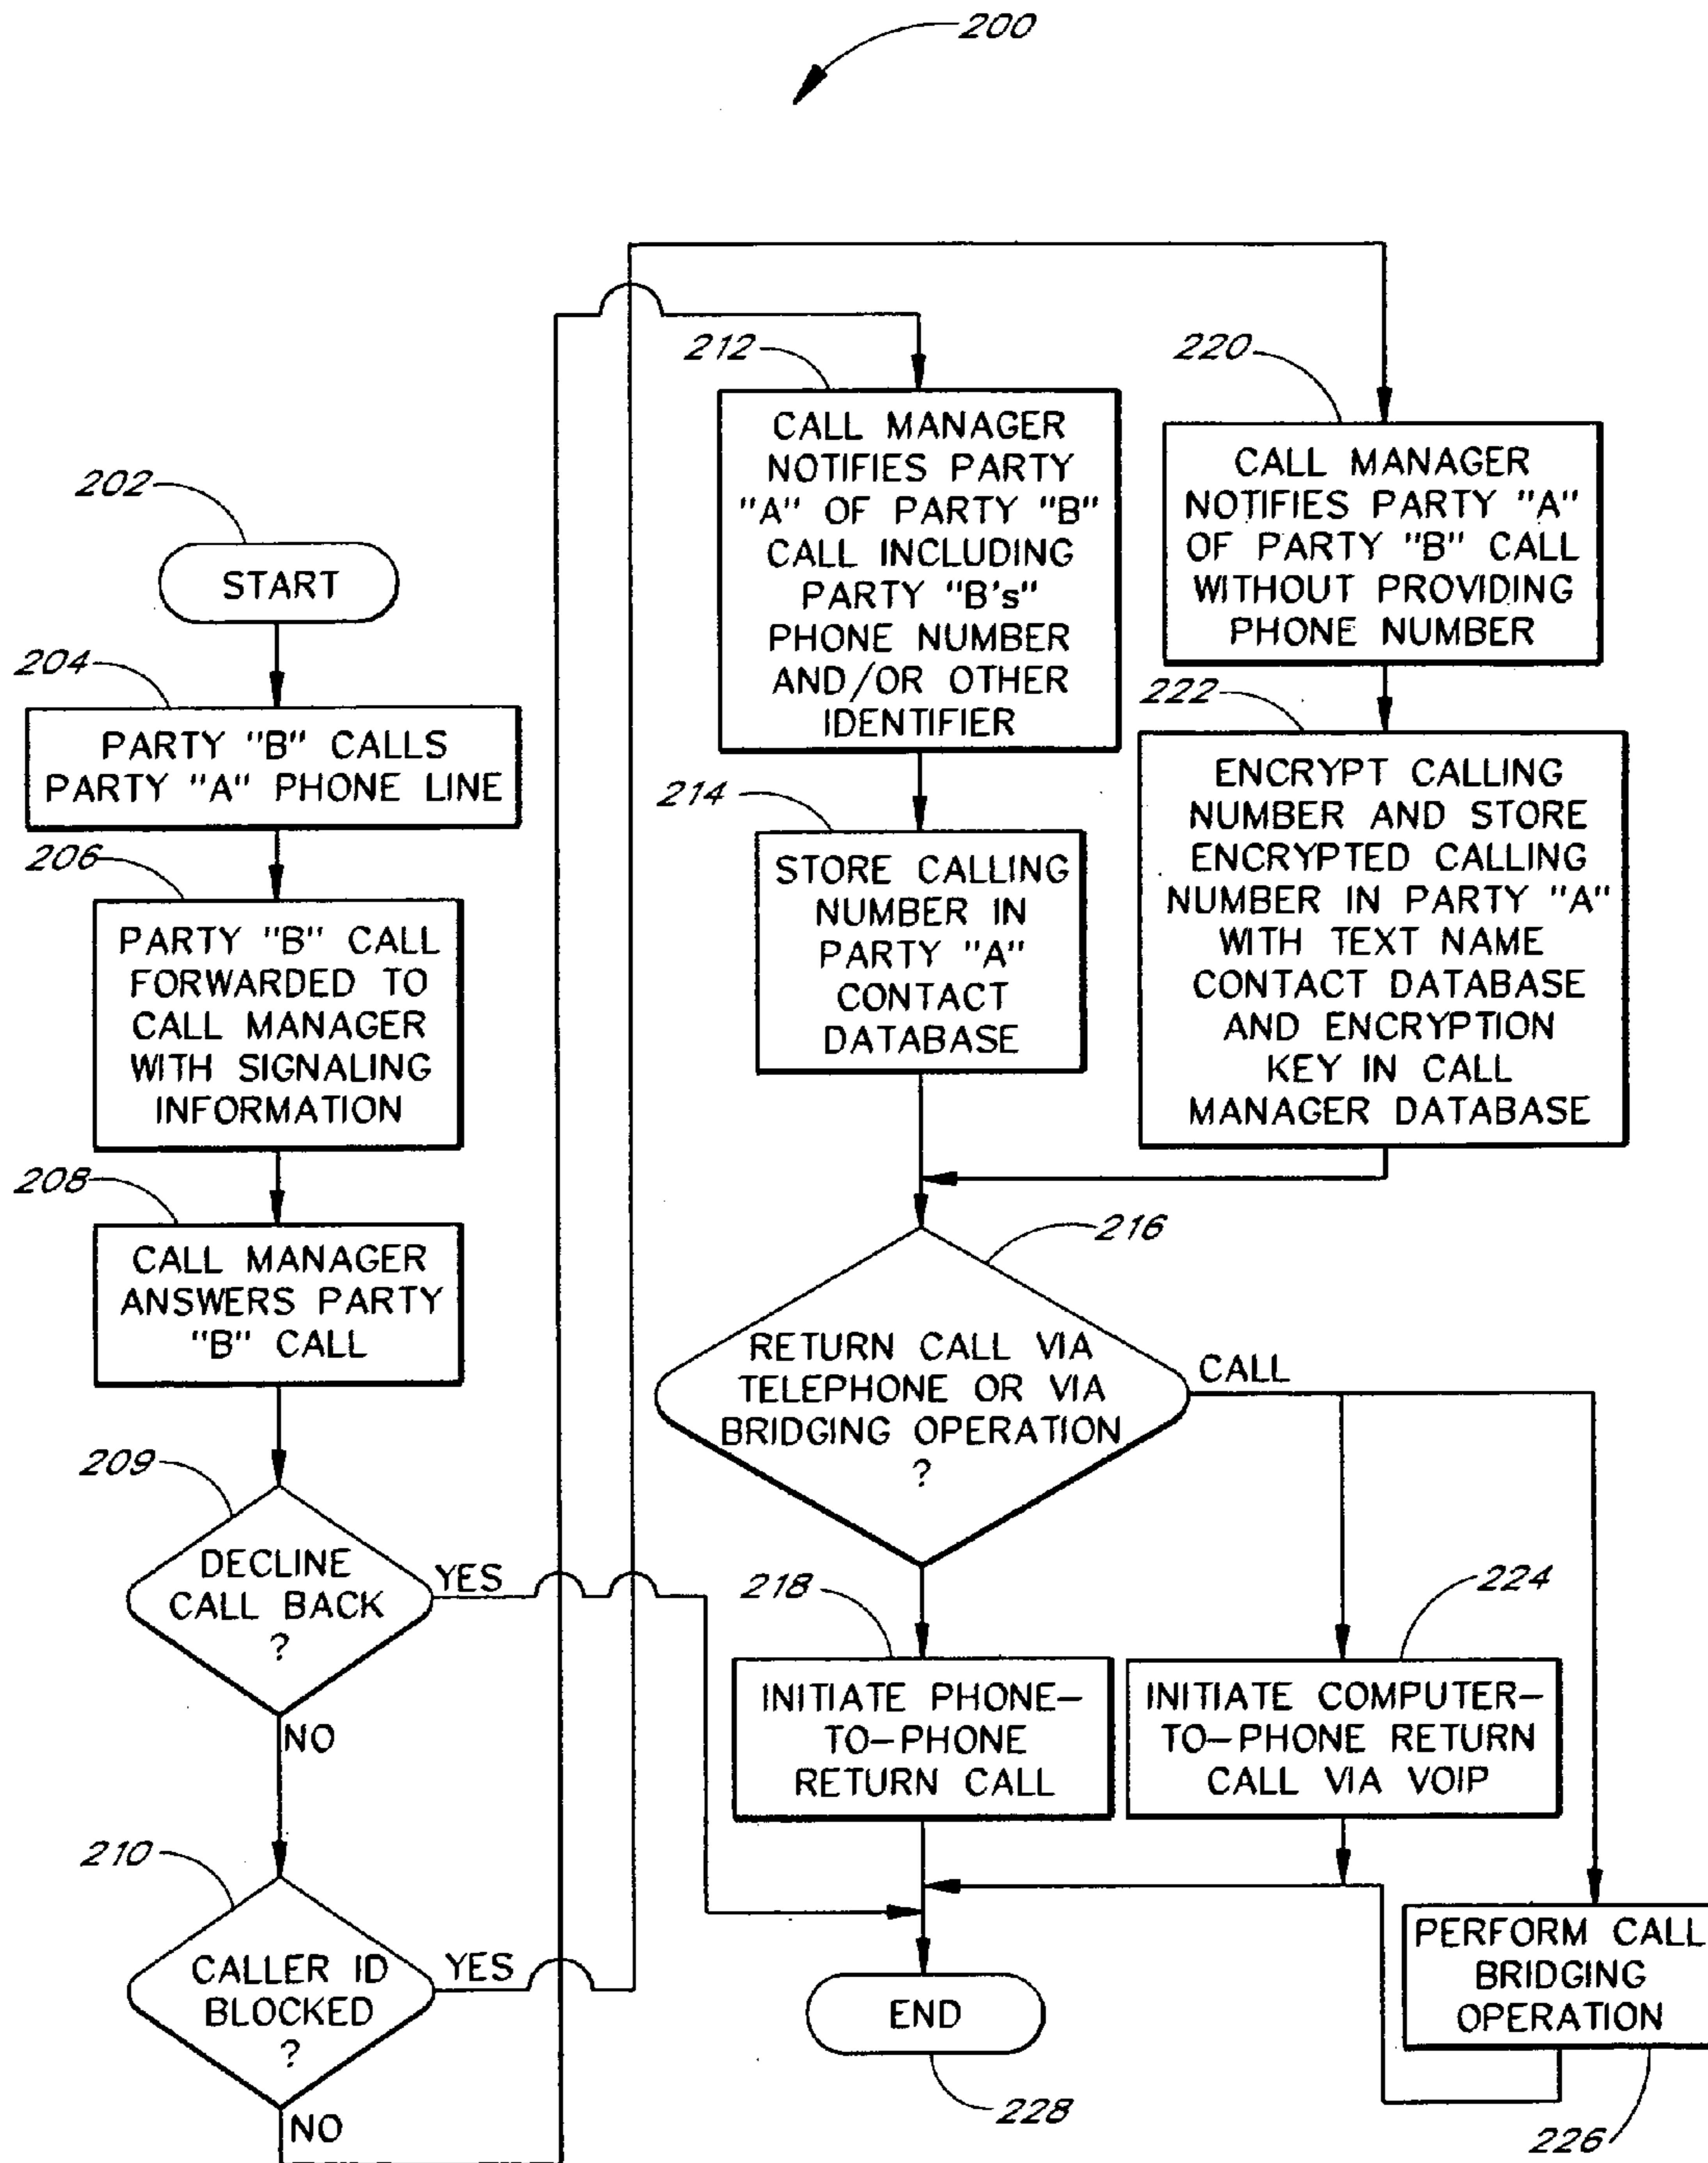 200
202
START
204
PARTY "B" CALLS
PARTY "A" PHONE LINE
206
PARTY "B" CALL
FORWARDED TO
CALL MANAGER
WITH SIGNALING
INFORMATION
208
CALL MANAGER
ANSWERS PARTY
"B" CALL
209
DECLINE
CALL BACK
?
YES
NO
210
CALLER ID
BLOCKED
?
YES
NO
212
CALL MANAGER
NOTIFIES PARTY
"A" OF PARTY "B"
CALL INCLUDING
PARTY "B's"
PHONE NUMBER
AND/OR OTHER
IDENTIFIER
214
STORE CALLING
NUMBER IN
PARTY "A"
CONTACT
DATABASE
220
CALL MANAGER
NOTIFIES PARTY "A"
OF PARTY "B" CALL
WITHOUT PROVIDING
PHONE NUMBER
222
ENCRYPT CALLING
NUMBER AND STORE
ENCRYPTED CALLING
NUMBER IN PARTY "A"
WITH TEXT NAME
CONTACT DATABASE
AND ENCRYPTION
KEY IN CALL
MANAGER DATABASE
216
RETURN CALL VIA
TELEPHONE OR VIA
BRIDGING OPERATION
?
CALL
218
INITIATE PHONE-
TO-PHONE
RETURN CALL
224
INITIATE COMPUTER-
TO-PHONE RETURN
CALL VIA VOIP
PERFORM CALL
BRIDGING
OPERATION
226
END
228